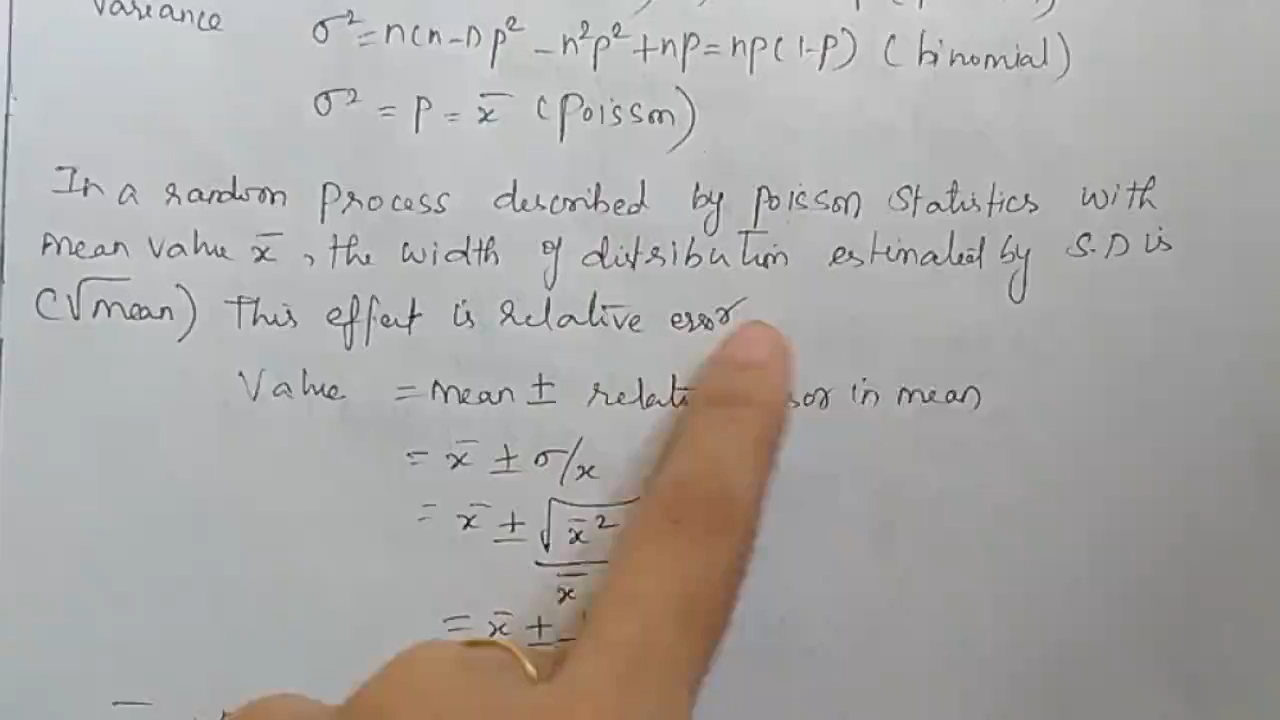 Variance
σ² = n(n-1)p² - n²p² + np = np(1-p) (binomial)
σ² = p = x̄ (Poisson)
In a random process described by poisson statistics with
mean value x̄, the width of distribution estimated by S.D is
(√mean) This effect is relative error
Value = mean ± in mean
= x̄ ± σ/x
= x̄ ± √x̄² / x̄
= x̄ ±